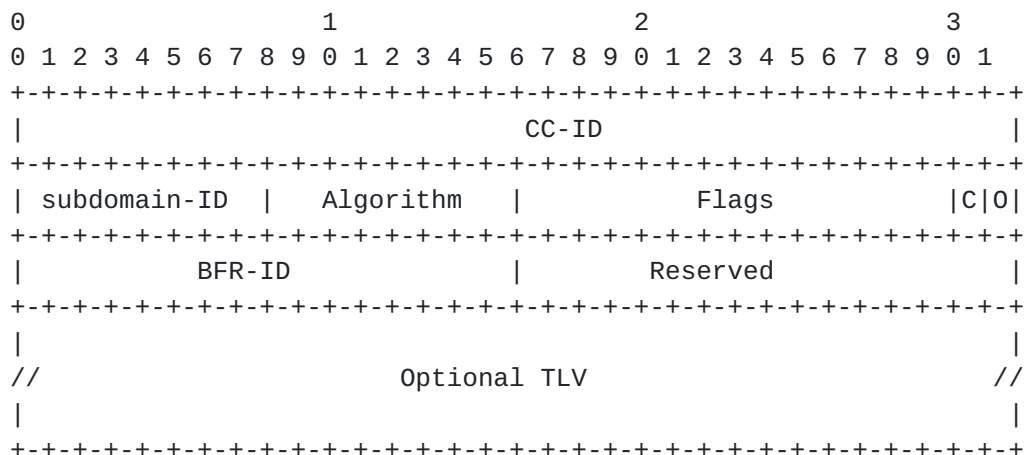 0                   1                   2                   3
0 1 2 3 4 5 6 7 8 9 0 1 2 3 4 5 6 7 8 9 0 1 2 3 4 5 6 7 8 9 0 1
+-+-+-+-+-+-+-+-+-+-+-+-+-+-+-+-+-+-+-+-+-+-+-+-+-+-+-+-+-+-+-+-+
|                                CC-ID                          |
+-+-+-+-+-+-+-+-+-+-+-+-+-+-+-+-+-+-+-+-+-+-+-+-+-+-+-+-+-+-+-+-+
| subdomain-ID  |   Algorithm   |           Flags           |C|O|
+-+-+-+-+-+-+-+-+-+-+-+-+-+-+-+-+-+-+-+-+-+-+-+-+-+-+-+-+-+-+-+-+
|           BFR-ID              |        Reserved               |
+-+-+-+-+-+-+-+-+-+-+-+-+-+-+-+-+-+-+-+-+-+-+-+-+-+-+-+-+-+-+-+-+
|                                                               |
//                       Optional TLV                          //
|                                                               |
+-+-+-+-+-+-+-+-+-+-+-+-+-+-+-+-+-+-+-+-+-+-+-+-+-+-+-+-+-+-+-+-+